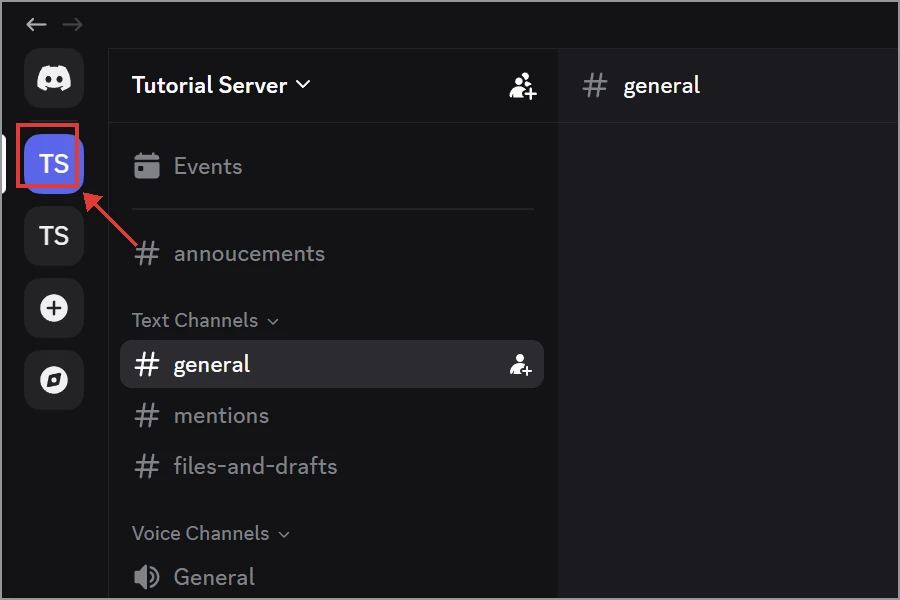 Tutorial Server
general
TS
Events
TS
annoucements
Text Channels
general
mentions
files-and-drafts
Voice Channels
General